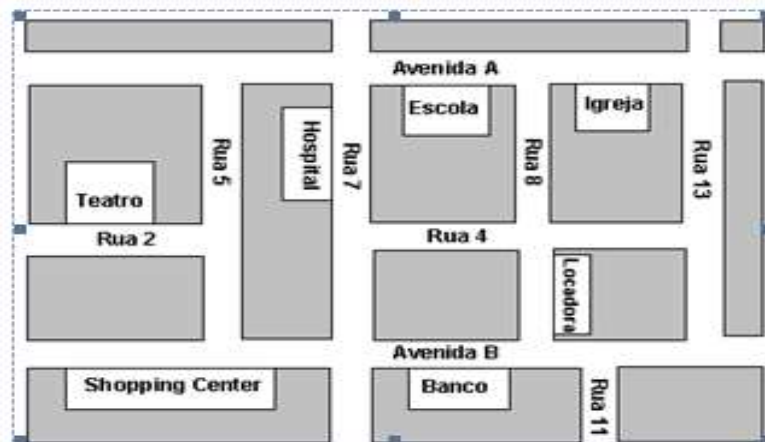 Avenida A
Escola
Igreja
Hospital
Rua 5
Rua 7
Rua 8
Rua 13
Teatro
Rua 2
Rua 4
Locadora
Avenida B
Shopping Center
Banco
Rua 11